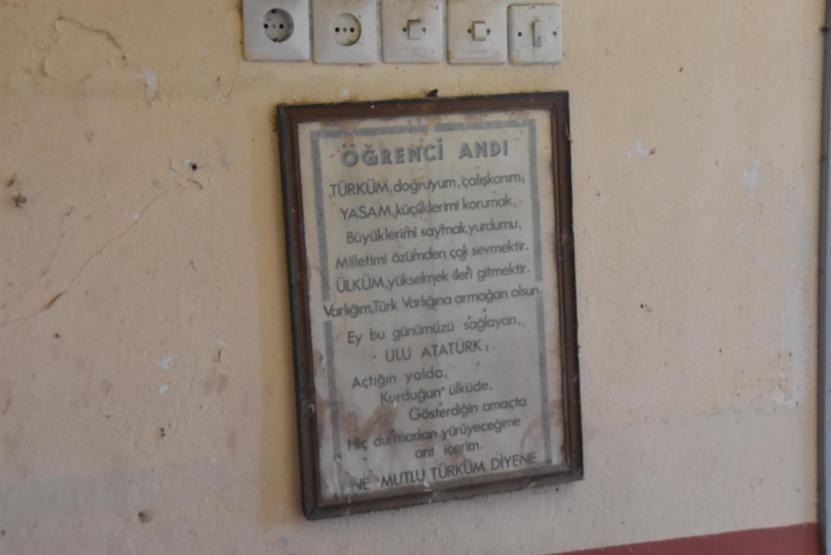 ÖĞRENCİ ANDI
TÜRKÜM, doğruyum, çalışkanım,
YASAM, küçüklerimi korumak,
Büyüklerimi saymak, yurdumu,
Milletimi özümden çok sevmektir.
ÜLKÜM, yükselmek ileri gitmektir.
Varlığım, Türk Varlığına armağan olsun.
Ey bu günümüzü sağlayan,
ULU ATATÜRK,
Açtığın yolda,
Kurduğun ülküde,
Gösterdiğin amaçta
Hiç durmadan yürüyeceğime
ant içerim.
NE MUTLU TÜRKÜM DİYENE